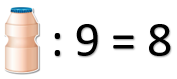 : 9 = 8